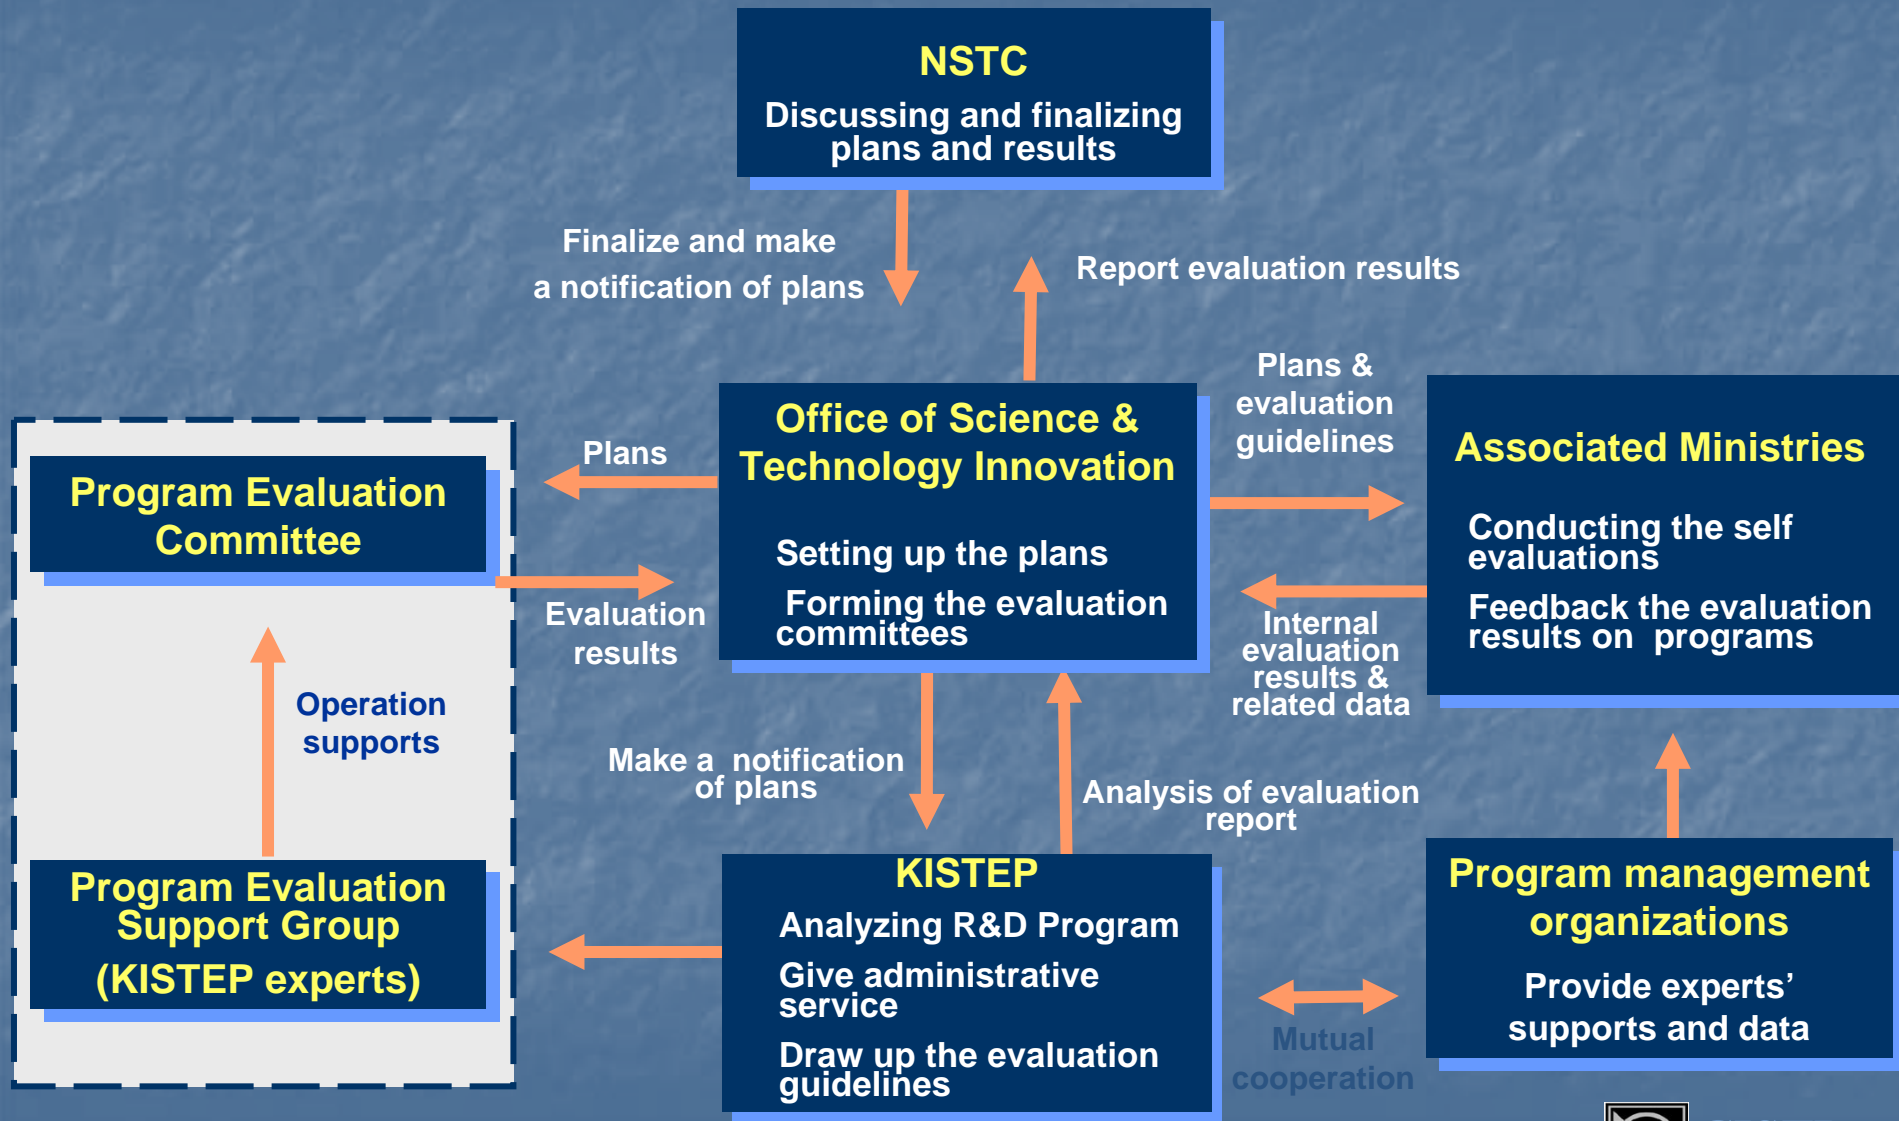 NSTC
Discussing and finalizing
plans and results
Finalize and make
a notification of plans
Report evaluation results
Plans &
evaluation
guidelines
Office of Science &
Technology Innovation
Setting up the plans
Forming the evaluation
committees
Associated Ministries
Conducting the self
evaluations
Feedback the evaluation
results on programs
Plans
Program Evaluation
Committee
Evaluation
results
Internal
evaluation
results &
related data
Operation
supports
Make a notification
of plans
Analysis of evaluation
report
Program Evaluation
Support Group
(KISTEP experts)
KISTEP
Analyzing R&D Program
Give administrative
service
Draw up the evaluation
guidelines
Mutual
cooperation
Program management
organizations
Provide experts’
supports and data